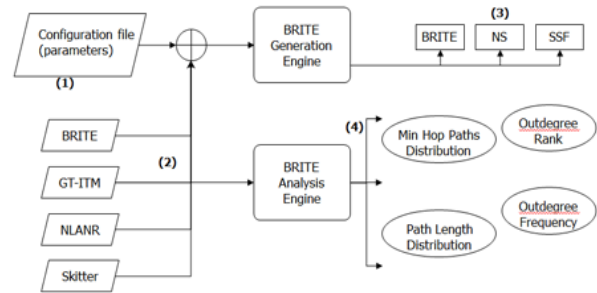 Configuration file
(parameters)
(1)
BRITE
Generation
Engine
(3)
BRITE
NS
SSF
BRITE
GT-ITM
NLANR
Skitter
(2)
BRITE
Analysis
Engine
(4)
Min Hop Paths
Distribution
Outdegree
Rank
Path Length
Distribution
Outdegree
Frequency